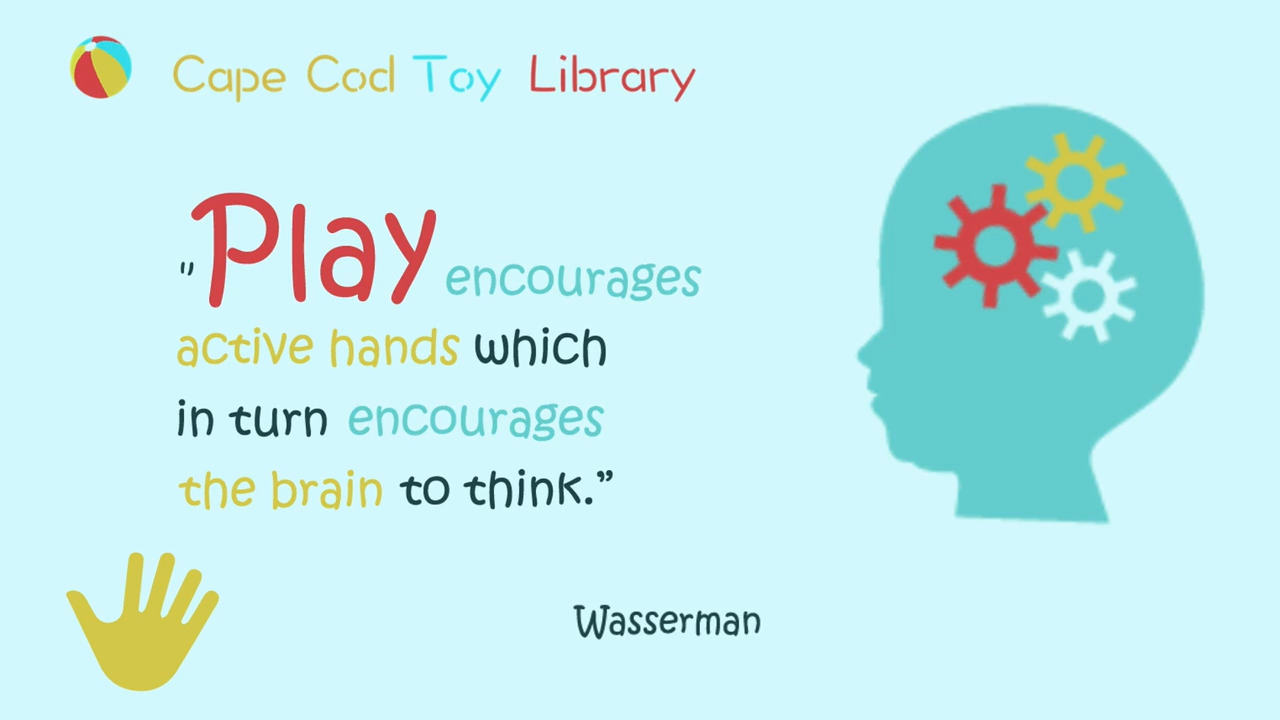 Cape Cod Toy Library
"Play encourages
active hands which
in turn encourages
the brain to think.”
Wasserman